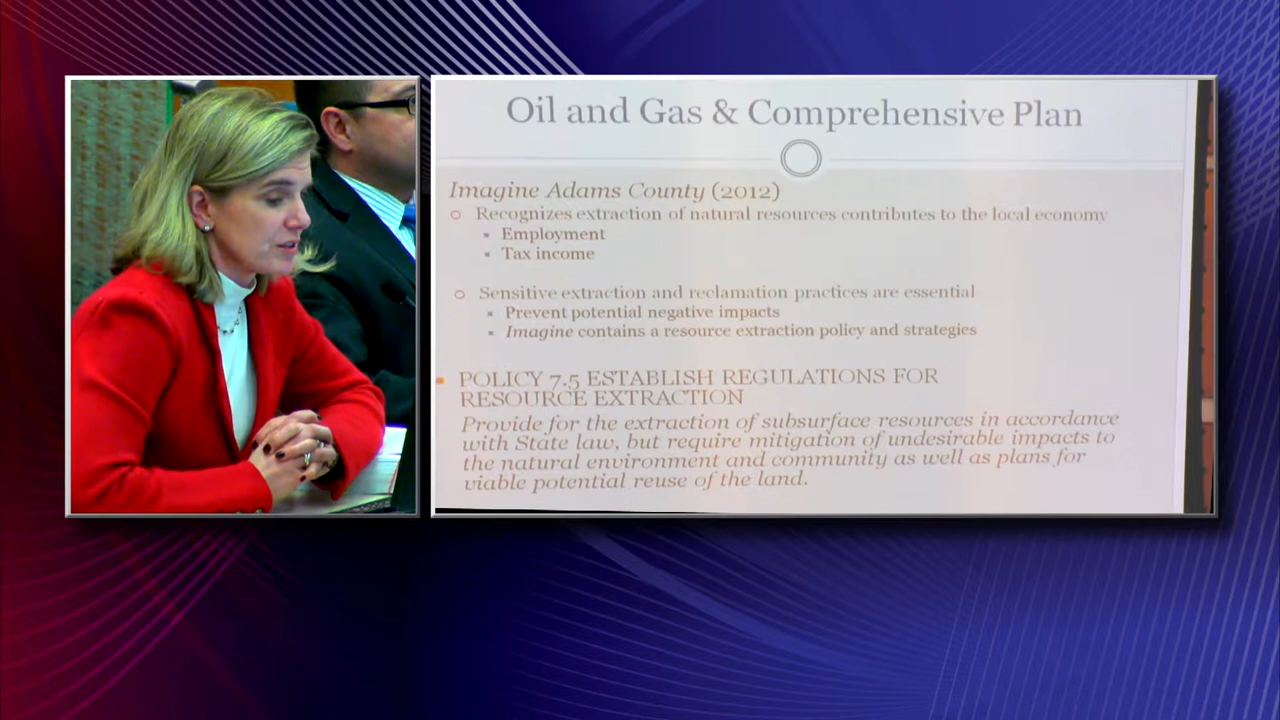 Oil and Gas & Comprehensive Plan
Imagine Adams County (2012)
Recognizes extraction of natural resources contributes to the local economy
Employment
Tax income
Sensitive extraction and reclamation practices are essential
Prevent potential negative impacts
Imagine contains a resource extraction policy and strategies
POLICY 7.5 ESTABLISH REGULATIONS FOR
RESOURCE EXTRACTION
Provide for the extraction of subsurface resources in accordance
with State law, but require mitigation of undesirable impacts to
the natural environment and community as well as plans for
viable potential reuse of the land.